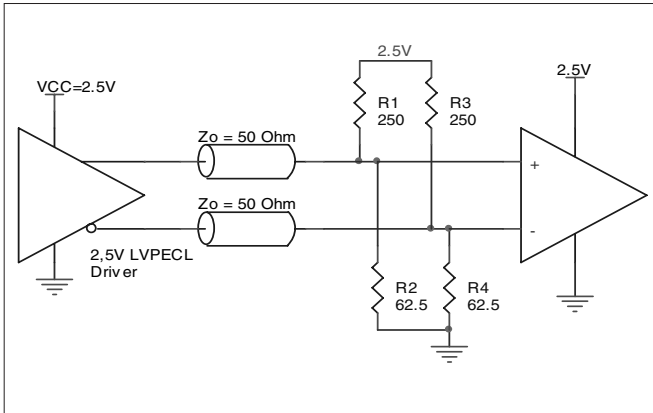 2.5V
VCC=2.5V
2.5V
R1
250
R3
250
Zo = 50 Ohm
+
Zo = 50 Ohm
-
2,5V LVPECL
Driver
R2
62.5
R4
62.5